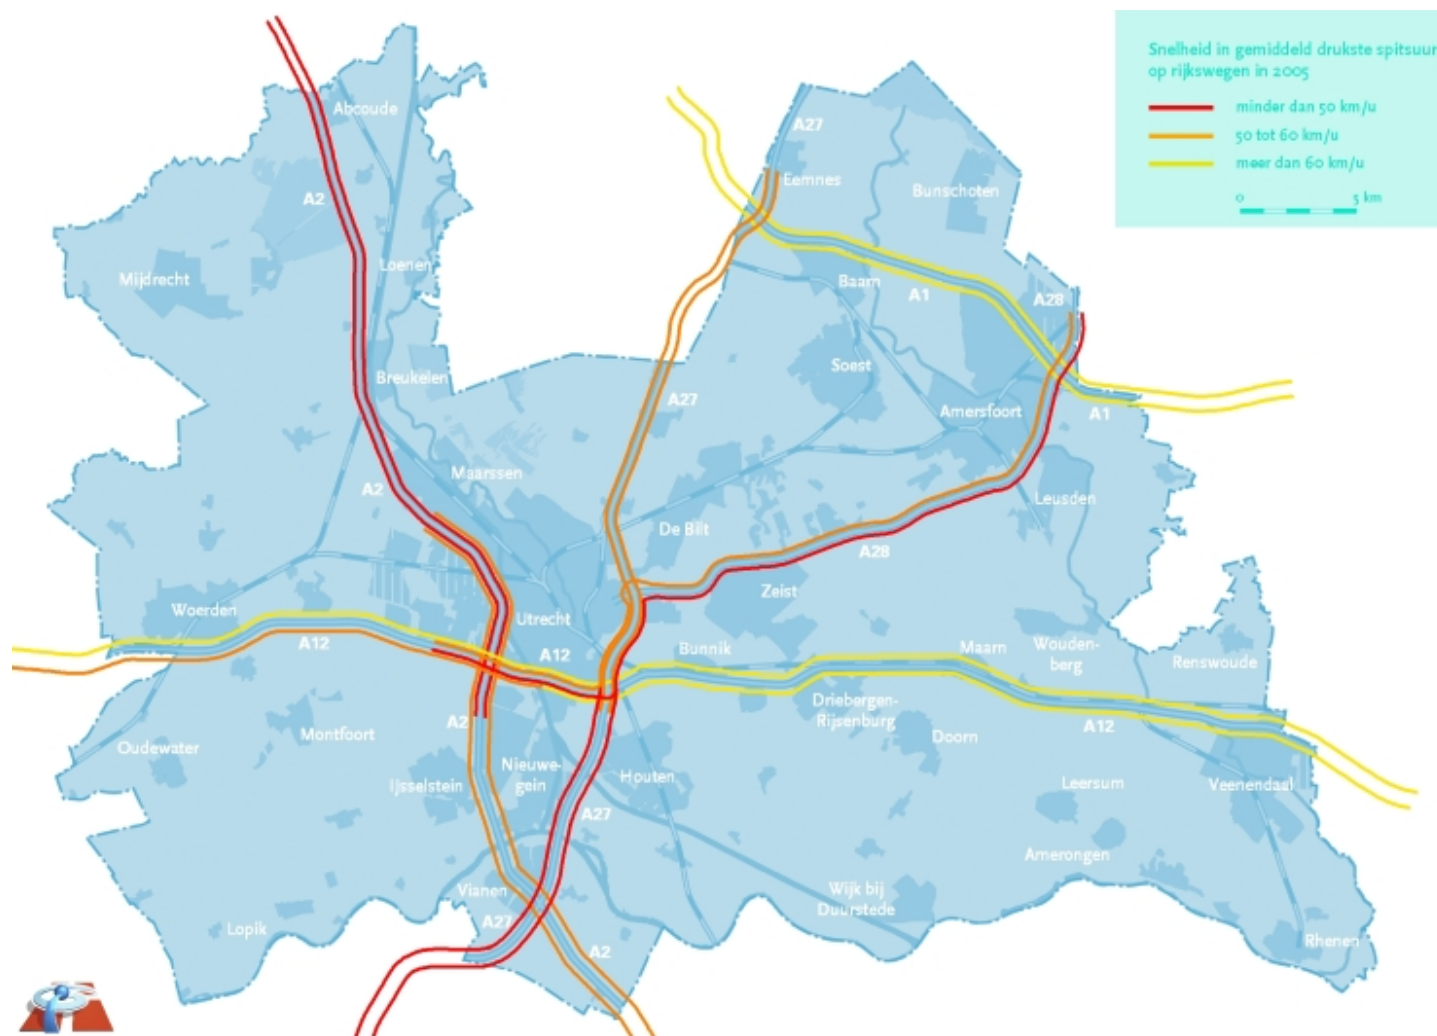 Snelheid in gemiddeld drukste spitsuur
op rijkswegen in 2005
minder dan 50 km/u
50 tot 60 km/u
meer dan 60 km/u
0 5 km
Abcoude
A27
Eemnes
Bunschoten
A2
Loenen
Mijdrecht
Baarn
A1
A28
Breukelen
Soest
A27
Amersfoort
A1
Maarssen
A2
Leusden
De Bilt
A28
Zeist
Woerden
Utrecht
A12
A12
Bunnik
Maarn
Wouden-
berg
Renswoude
Driebergen-
Rijsenburg
A2
Montfoort
Oudewater
Doorn
A12
Nieuwe-
gein
IJsselstein
Houten
Leersum
Veenendaal
A27
Amerongen
Vianen
Wijk bij
Duurstede
A27
Lopik
A2
Rhenen